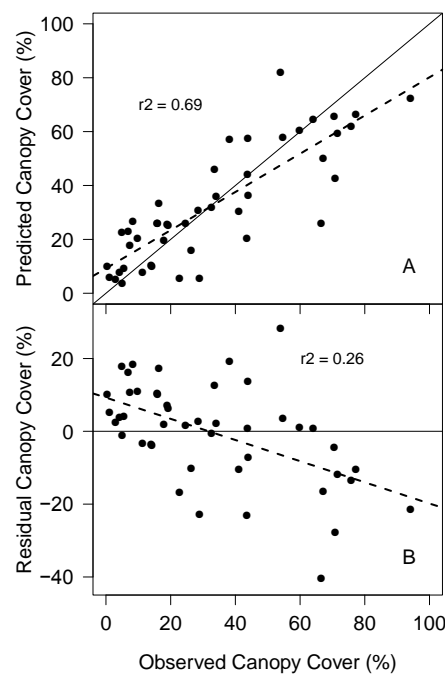 100
80
60
40
20
0
Predicted Canopy Cover (%)
r2 = 0.69
A
20
0
−20
−40
Residual Canopy Cover (%)
r2 = 0.26
B
0 20 40 60 80 100
Observed Canopy Cover (%)